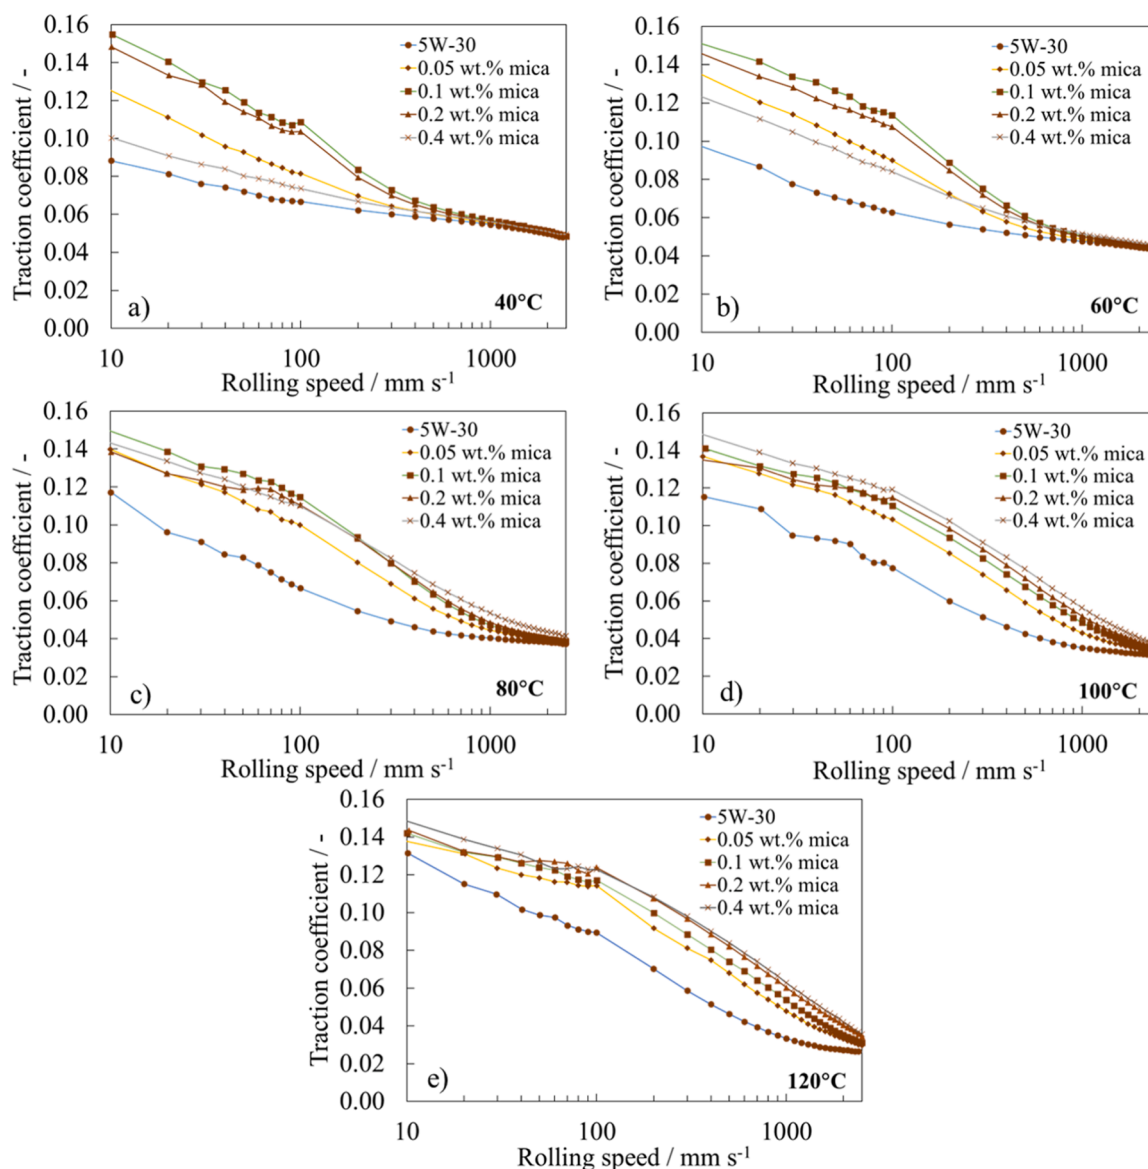 0.16
0.14
0.12
0.10
0.08
0.06
0.04
0.02
0.00
Traction coefficient / -
5W-30
0.05 wt.% mica
0.1 wt.% mica
0.2 wt.% mica
0.4 wt.% mica
a)
40°C
10
100
1000
Rolling speed / mm s⁻¹
0.16
0.14
0.12
0.10
0.08
0.06
0.04
0.02
0.00
Traction coefficient / -
5W-30
0.05 wt.% mica
0.1 wt.% mica
0.2 wt.% mica
0.4 wt.% mica
b)
60°C
10
100
1000
Rolling speed / mm s⁻¹
0.16
0.14
0.12
0.10
0.08
0.06
0.04
0.02
0.00
Traction coefficient / -
5W-30
0.05 wt.% mica
0.1 wt.% mica
0.2 wt.% mica
0.4 wt.% mica
c)
80°C
10
100
1000
Rolling speed / mm s⁻¹
0.16
0.14
0.12
0.10
0.08
0.06
0.04
0.02
0.00
Traction coefficient / -
5W-30
0.05 wt.% mica
0.1 wt.% mica
0.2 wt.% mica
0.4 wt.% mica
d)
100°C
10
100
1000
Rolling speed / mm s⁻¹
0.16
0.14
0.12
0.10
0.08
0.06
0.04
0.02
0.00
Traction coefficient / -
5W-30
0.05 wt.% mica
0.1 wt.% mica
0.2 wt.% mica
0.4 wt.% mica
e)
120°C
10
100
1000
Rolling speed / mm s⁻¹